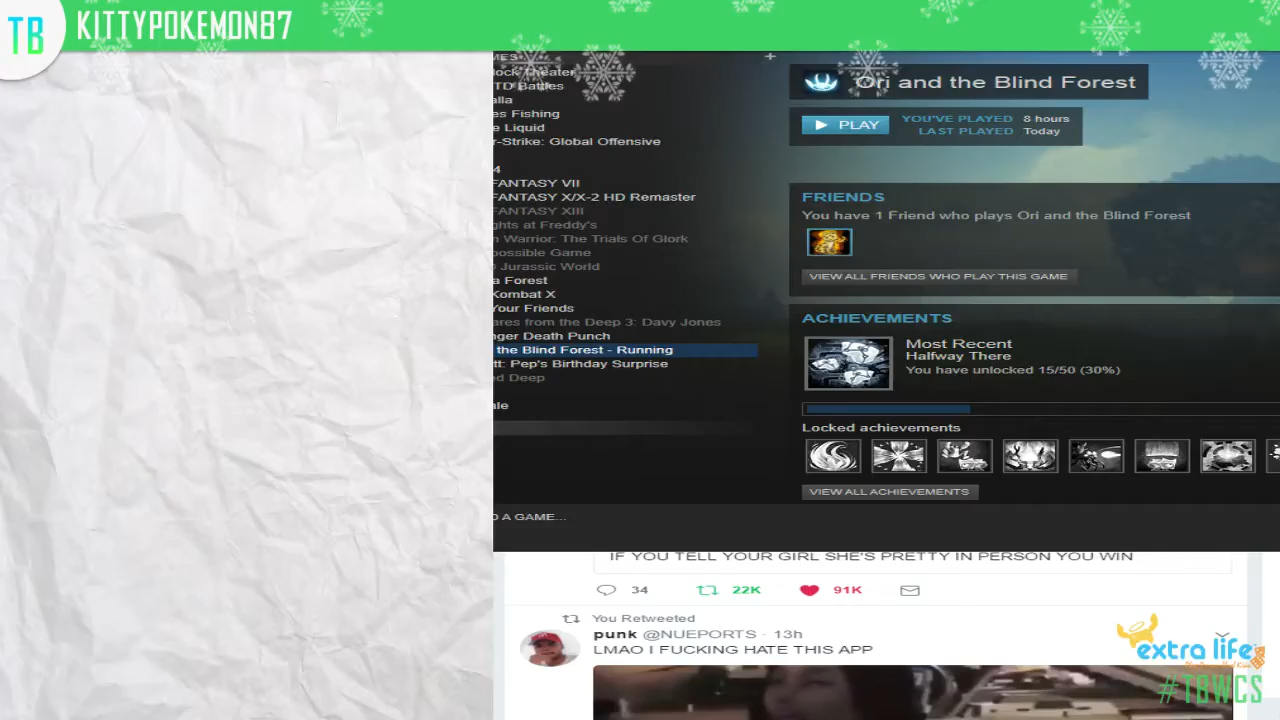 TB
KITTYPOKEMON87
TD Battles
es Fishing
e Liquid
r-Strike: Global Offensive
4
FANTASY VII
FANTASY X/X-2 HD Remaster
FANTASY XIII
ghts at Freddy's
n Warrior: The Trials Of Glork
possible Game
Jurassic World
a Forest
Kombat X
Your Friends
ares from the Deep 3: Davy Jones
nger Death Punch
the Blind Forest - Running
tt: Pep's Birthday Surprise
ed Deep
ale
D A GAME...
Ori and the Blind Forest
PLAY
YOU'VE PLAYED 8 hours
LAST PLAYED Today
FRIENDS
You have 1 Friend who plays Ori and the Blind Forest
VIEW ALL FRIENDS WHO PLAY THIS GAME
ACHIEVEMENTS
Most Recent
Halfway There
You have unlocked 15/50 (30%)
Locked achievements
VIEW ALL ACHIEVEMENTS
IF YOU TELL YOUR GIRL SHE'S PRETTY IN PERSON YOU WIN
34 22K 91K
You Retweeted
punk @NUEPORTS · 13h
LMAO I FUCKING HATE THIS APP
extra life
#TBWCS